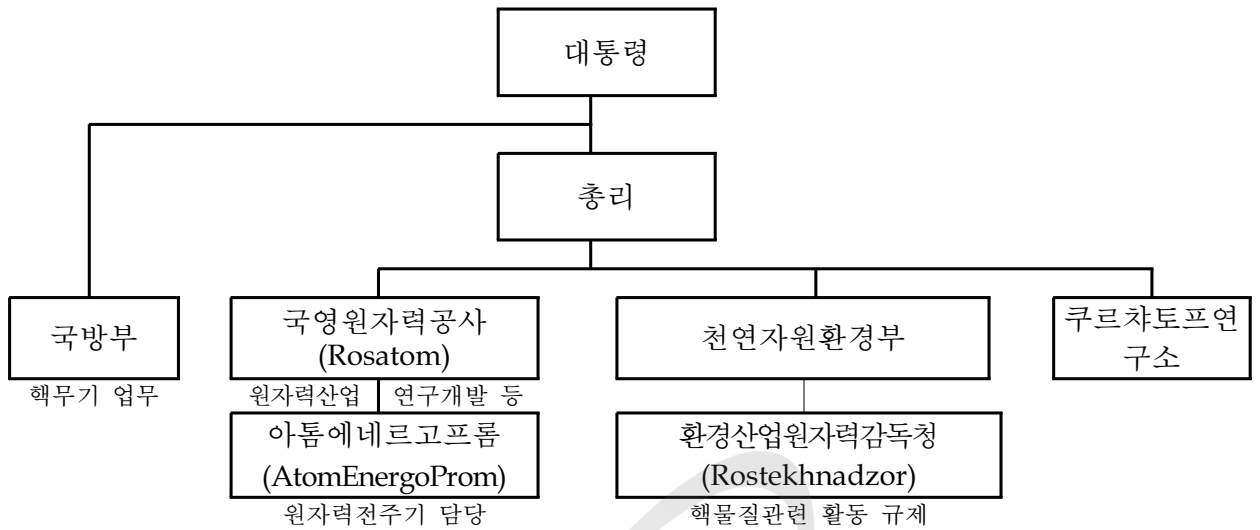 대통령
총리
국방부
핵무기 업무
국영원자력공사
(Rosatom)
원자력산업 연구개발 등
아톰에네르고프롬
(AtomEnergoProm)
원자력전주기 담당
천연자원환경부
환경산업원자력감독청
(Rostekhnadzor)
핵물질관련 활동 규제
쿠르챠토프연
구소